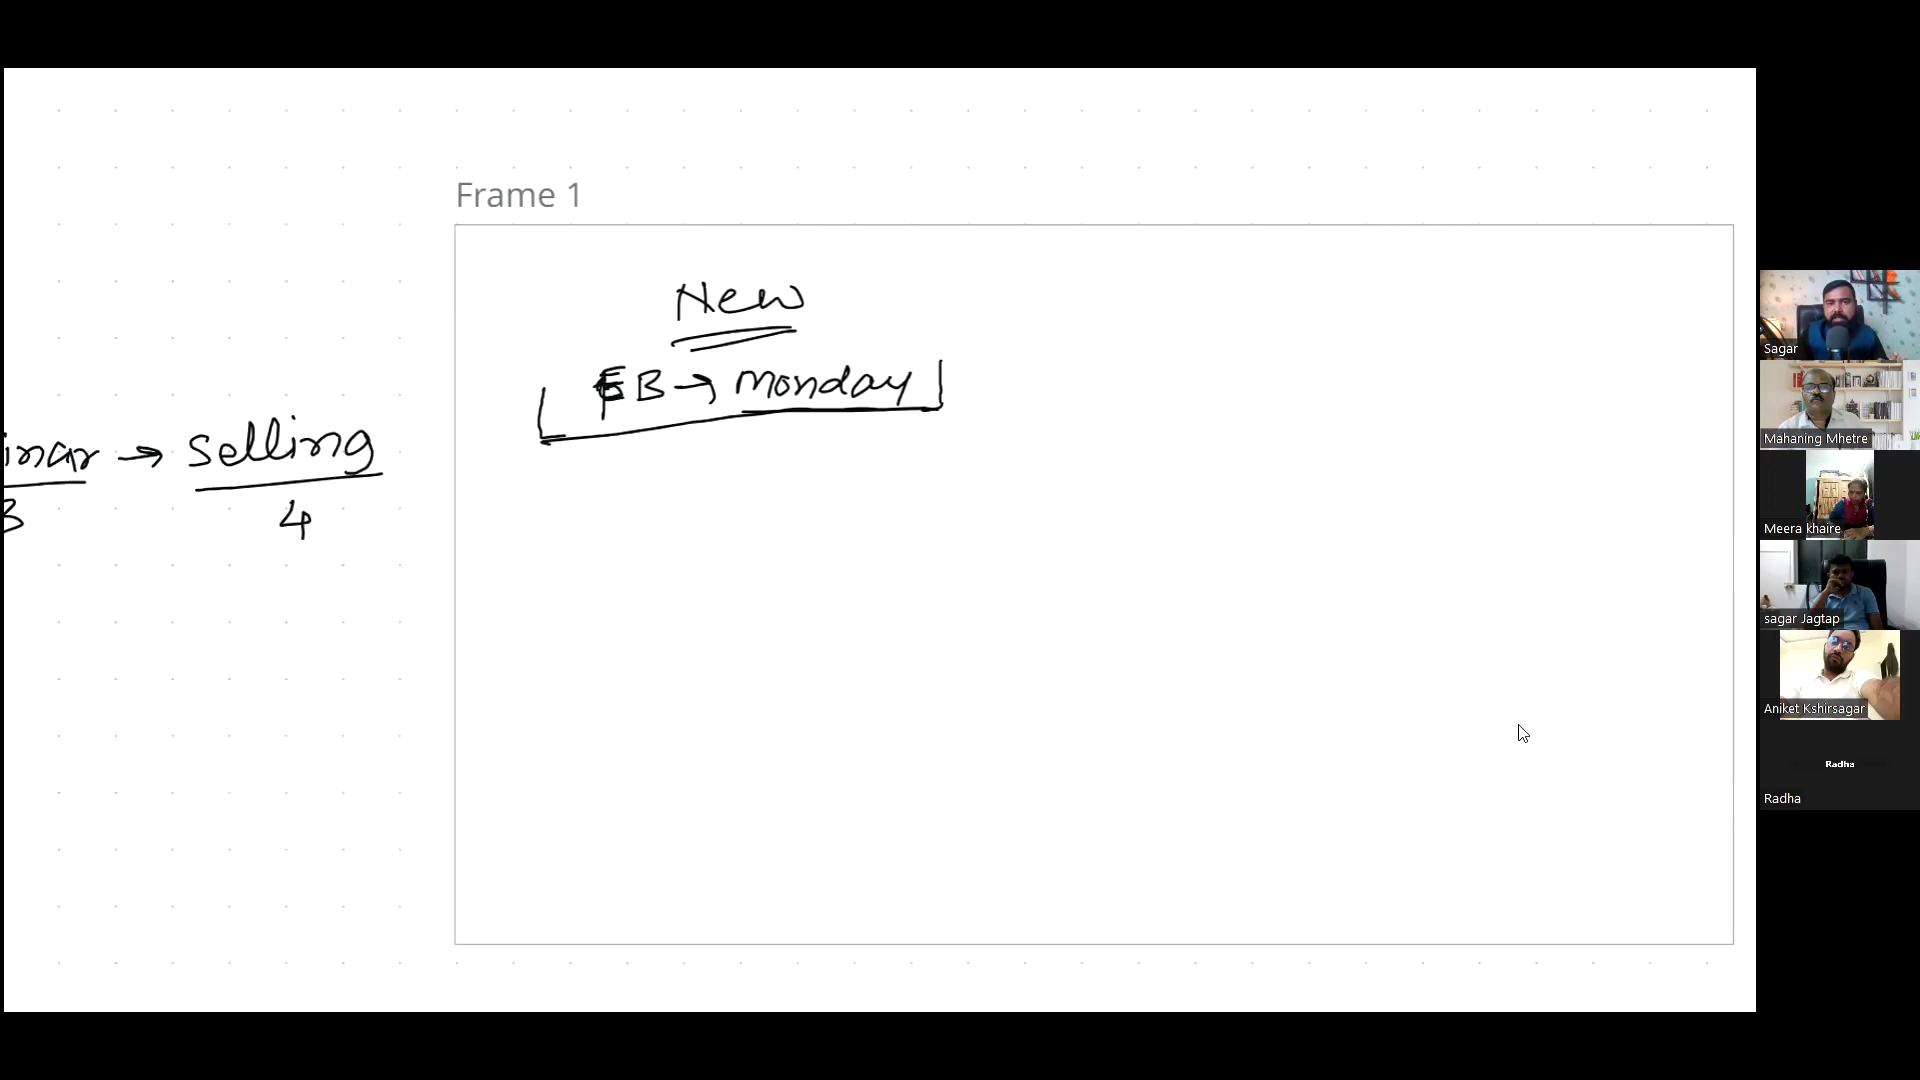 Frame 1
New
FB → Monday
inar → Selling
3 4
Sagar
Mahaning Mhetre
Meera khaire
sagar Jagtap
Aniket Kshirsagar
Radha
Radha